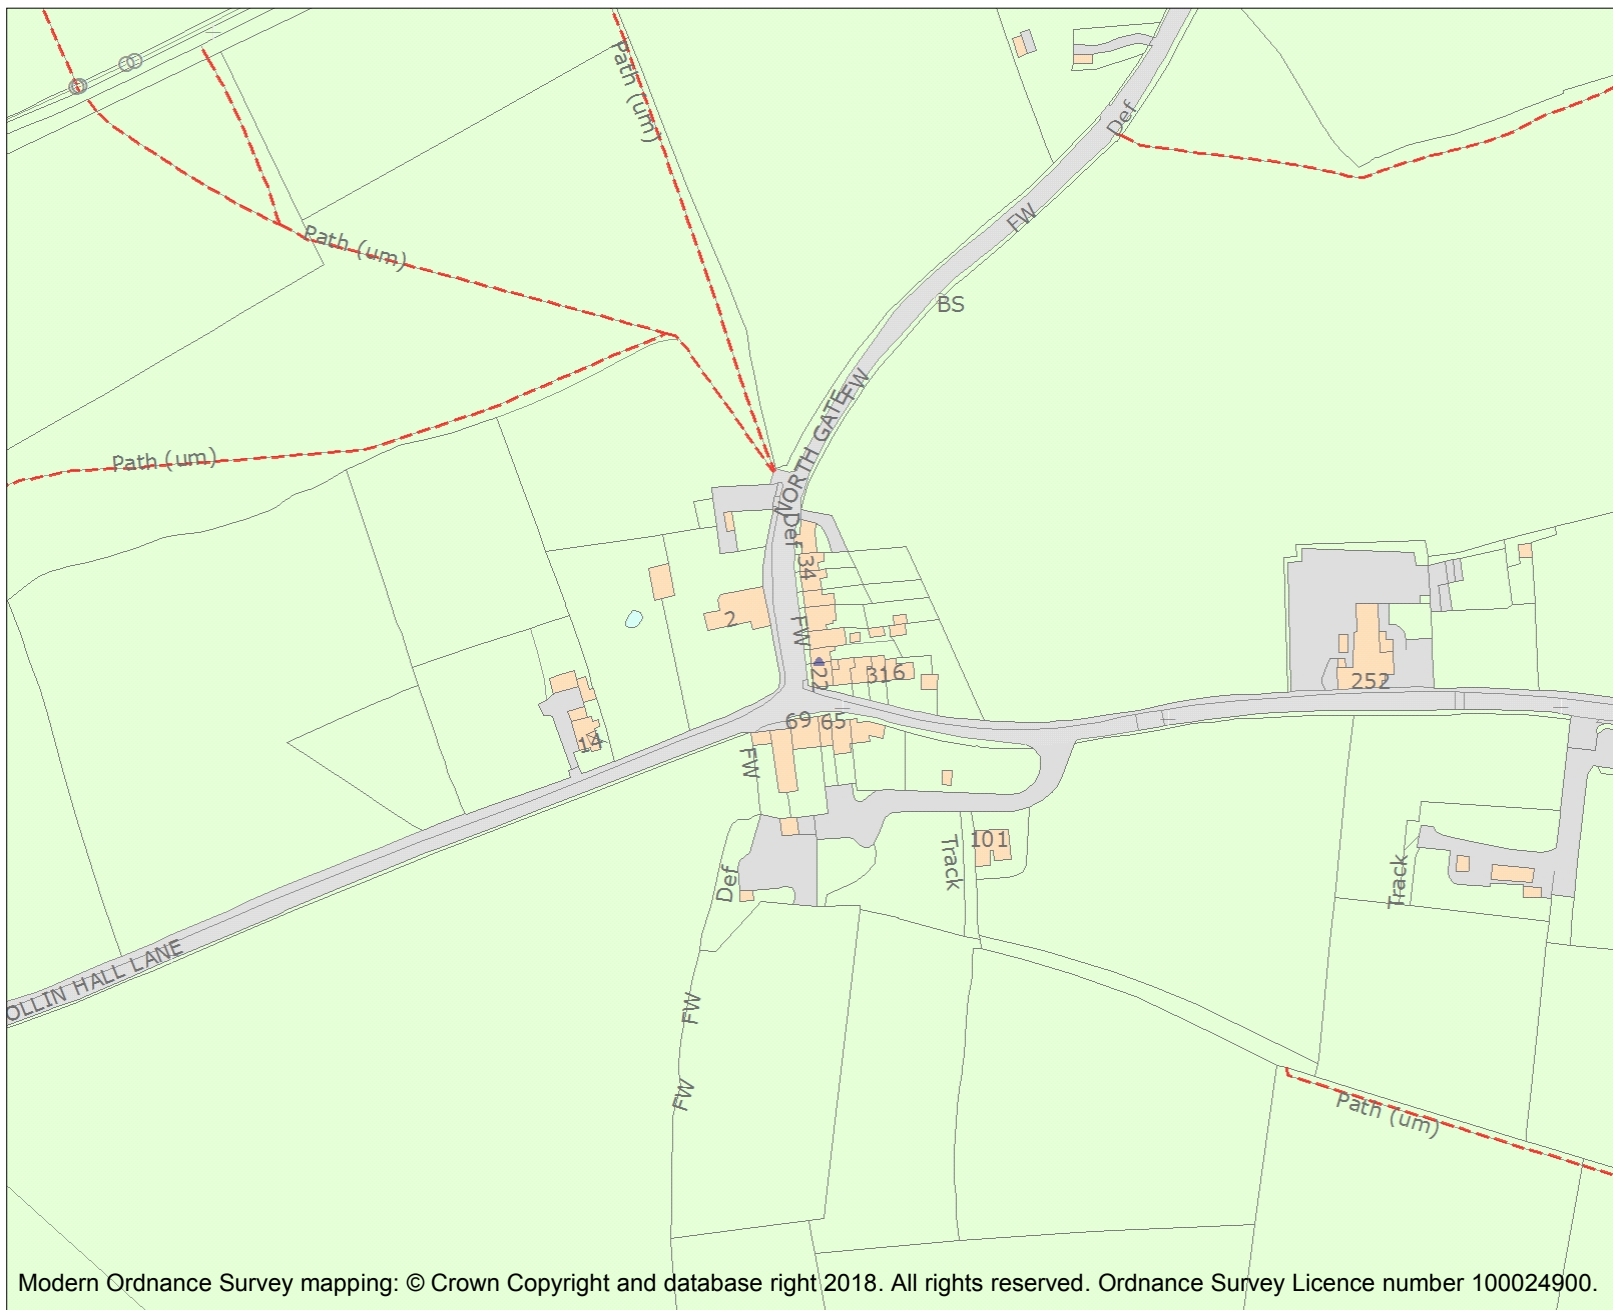 Path (um)
Def
FW
Path (um)
BS
FW
NORTH GATE
Path (um)
Def
34
2
FW
22
316
252
69
65
14
FW
101
Track
Def
Track
OLLIN HALL LANE
FW
FW
Path (um)
Modern Ordnance Survey mapping: © Crown Copyright and database right 2018. All rights reserved. Ordnance Survey Licence number 100024900.